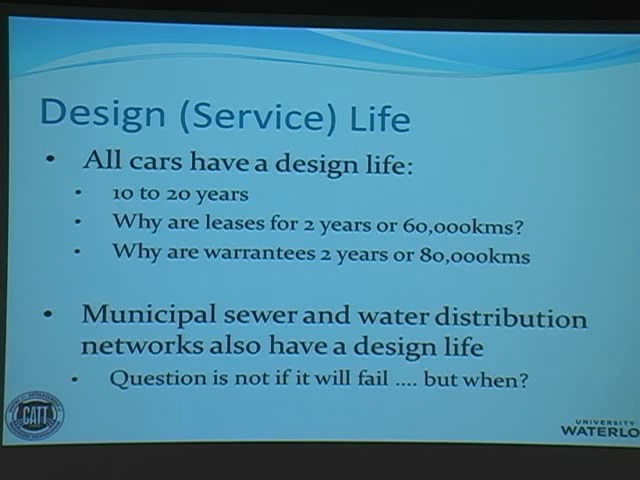 Design (Service) Life
• All cars have a design life:
• 10 to 20 years
• Why are leases for 2 years or 60,000kms?
• Why are warrantees 2 years or 80,000kms
• Municipal sewer and water distribution
networks also have a design life
• Question is not if it will fail .... but when?
CATT
UNIVERSITY
WATERLO